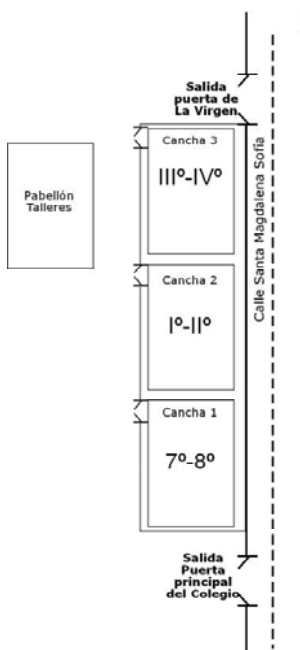 Salida
puerta de
La Virgen
Cancha 3
IIIº-IVº
Pabellón
Talleres
Cancha 2
Iº-IIº
Calle Santa Magdalena Sofía
Cancha 1
7º-8º
Salida
Puerta
principal
del Colegio